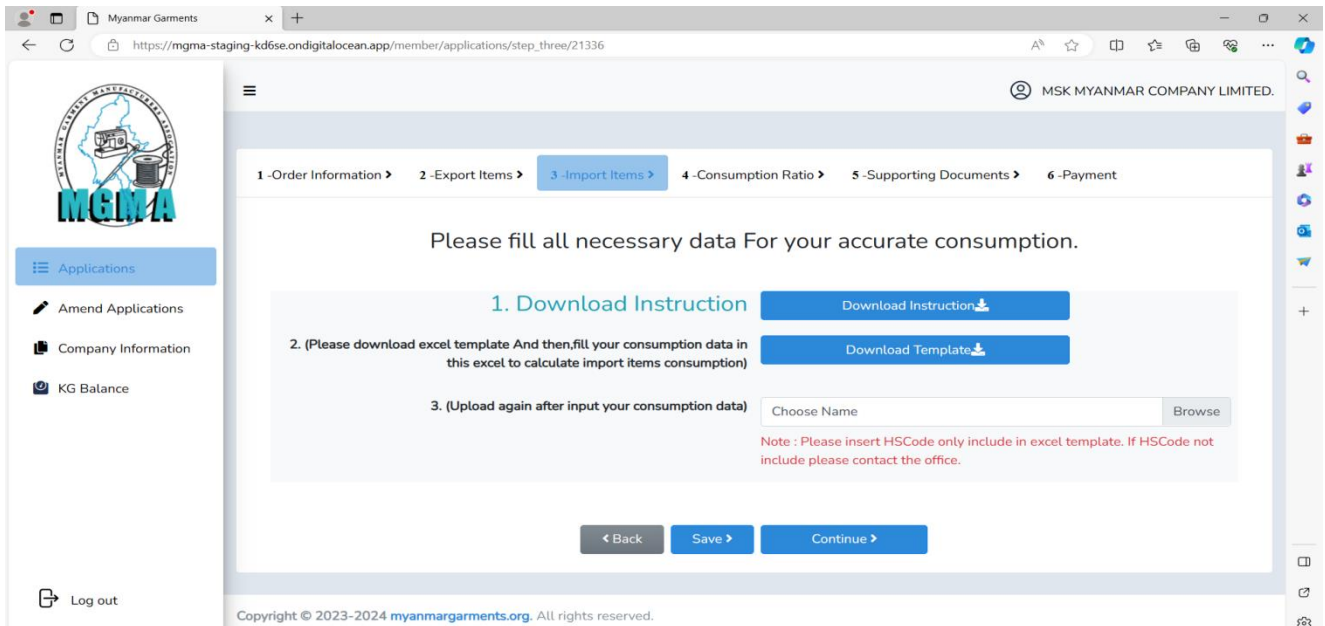 Myanmar Garments
https://mgma-staging-kd6se.ondigitalocean.app/member/applications/step_three/21336
MYANMAR GARMENT MANUFACTURERS ASSOCIATION
MGMA
MSK MYANMAR COMPANY LIMITED.
1 -Order Information > 2 -Export Items > 3 -Import Items > 4 -Consumption Ratio > 5 -Supporting Documents > 6 -Payment
Please fill all necessary data For your accurate consumption.
Applications
Amend Applications
Company Information
KG Balance
1. Download Instruction Download Instruction
2. (Please download excel template And then,fill your consumption data in
this excel to calculate import items consumption)
Download Template
3. (Upload again after input your consumption data) Choose Name Browse
Note : Please insert HSCode only include in excel template. If HSCode not
include please contact the office.
< Back Save > Continue >
Log out
Copyright © 2023-2024 myanmargarments.org. All rights reserved.